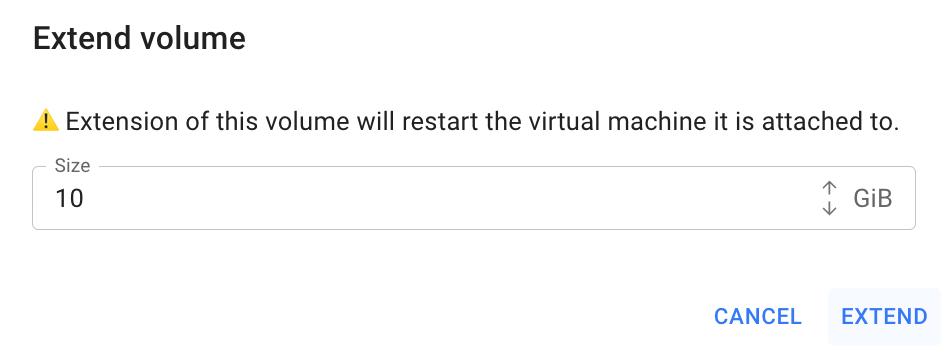 Extend volume
⚠️ Extension of this volume will restart the virtual machine it is attached to.
Size
10 GiB
CANCEL EXTEND